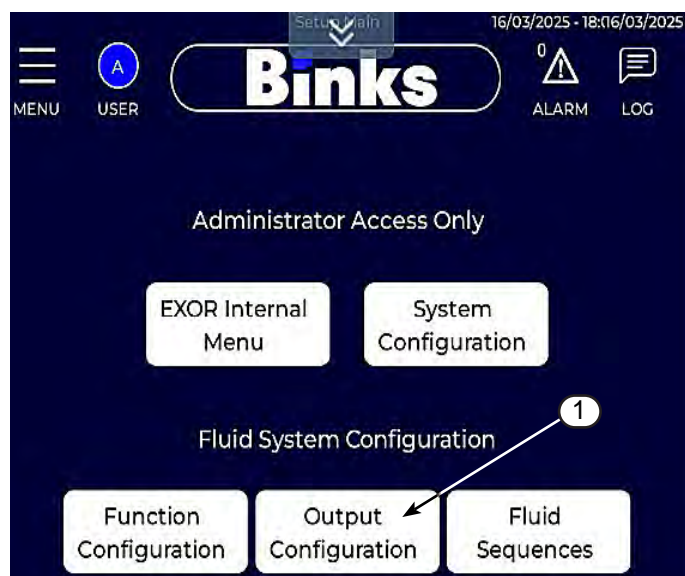 Setup Main
16/03/2025 - 18:(16/03/2025
MENU
A
USER
Binks
0
ALARM
LOG
Administrator Access Only
EXOR Internal
Menu
System
Configuration
1
Fluid System Configuration
Function
Configuration
Output
Configuration
Fluid
Sequences